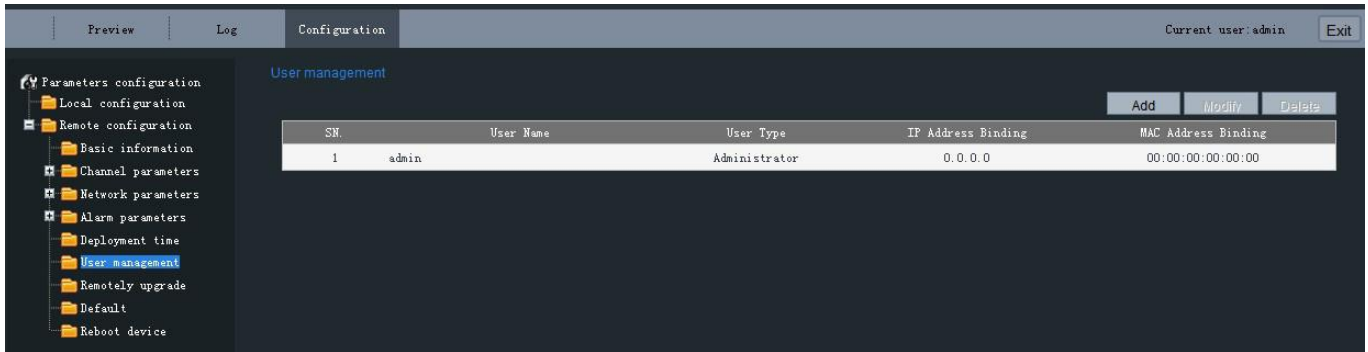 Preview Log Configuration Current user:admin Exit
Parameters configuration
Local configuration
Remote configuration
Basic information
Channel parameters
Network parameters
Alarm parameters
Deployment time
User management
Remotely upgrade
Default
Reboot device
User management
Add Modify Delete
SN. User Name User Type IP Address Binding MAC Address Binding
1 admin Administrator 0.0.0.0 00:00:00:00:00:00